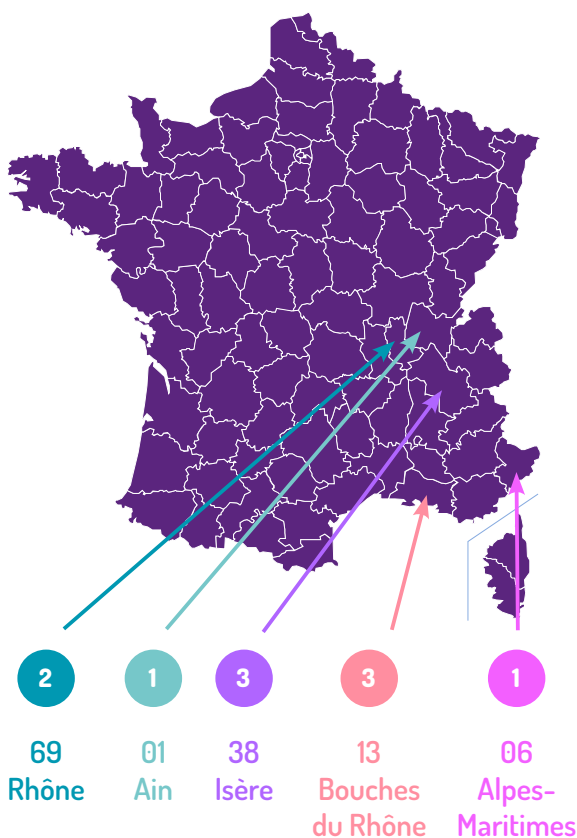 2
1
3
3
1
69
Rhône
01
Ain
38
Isère
13
Bouches
du Rhône
06
Alpes-
Maritimes